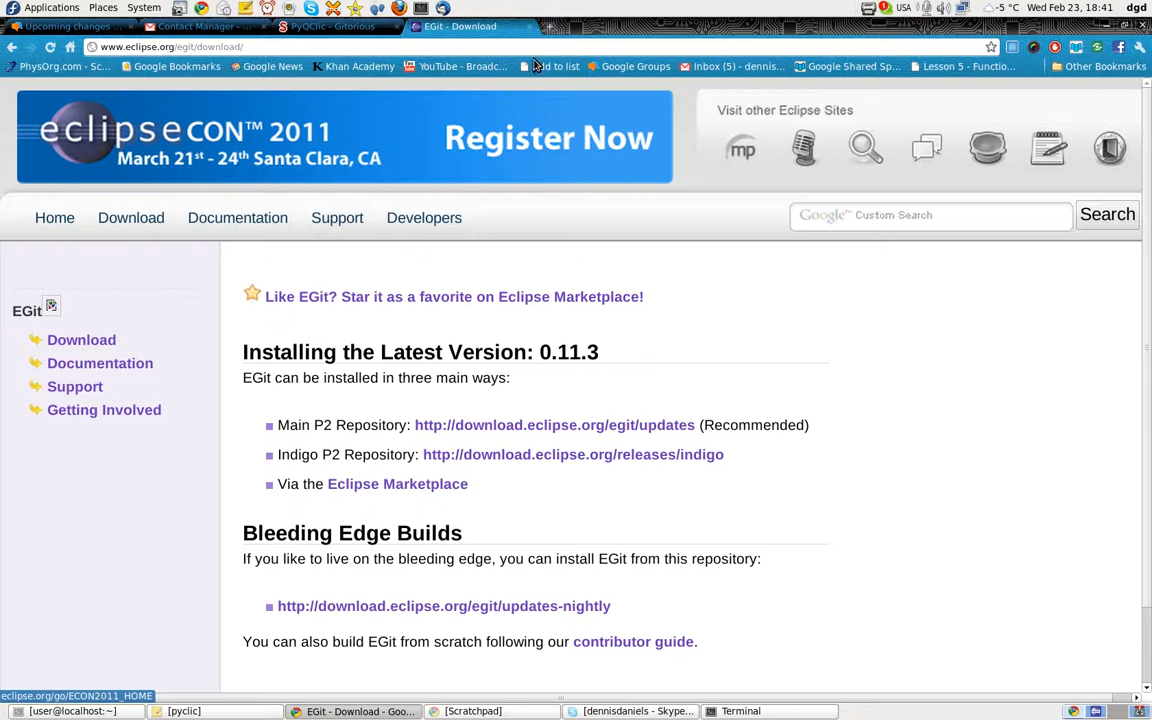 Applications Places System USA -5 °C Wed Feb 23, 18:41 dgd
Upcoming changes ... Contact Manager - ... PyQClic - Gitorious EGit - Download
www.eclipse.org/egit/download/
PhysOrg.com - Sc... Google Bookmarks Google News Khan Academy YouTube - Broadc... Add to list Google Groups Inbox (5) - dennis... Google Shared Sp... Lesson 5 - Functio... Other Bookmarks
eclipseCON™ 2011
March 21st - 24th Santa Clara, CA
Register Now
Visit other Eclipse Sites
mp
Home Download Documentation Support Developers
Google™ Custom Search Search
EGit
Download
Documentation
Support
Getting Involved
Like EGit? Star it as a favorite on Eclipse Marketplace!
Installing the Latest Version: 0.11.3
EGit can be installed in three main ways:
Main P2 Repository: http://download.eclipse.org/egit/updates (Recommended)
Indigo P2 Repository: http://download.eclipse.org/releases/indigo
Via the Eclipse Marketplace
Bleeding Edge Builds
If you like to live on the bleeding edge, you can install EGit from this repository:
http://download.eclipse.org/egit/updates-nightly
You can also build EGit from scratch following our contributor guide.
eclipse.org/go/ECON2011_HOME
[user@localhost:~] [pyclic] EGit - Download - Goo... [Scratchpad] [dennisdaniels - Skype... Terminal